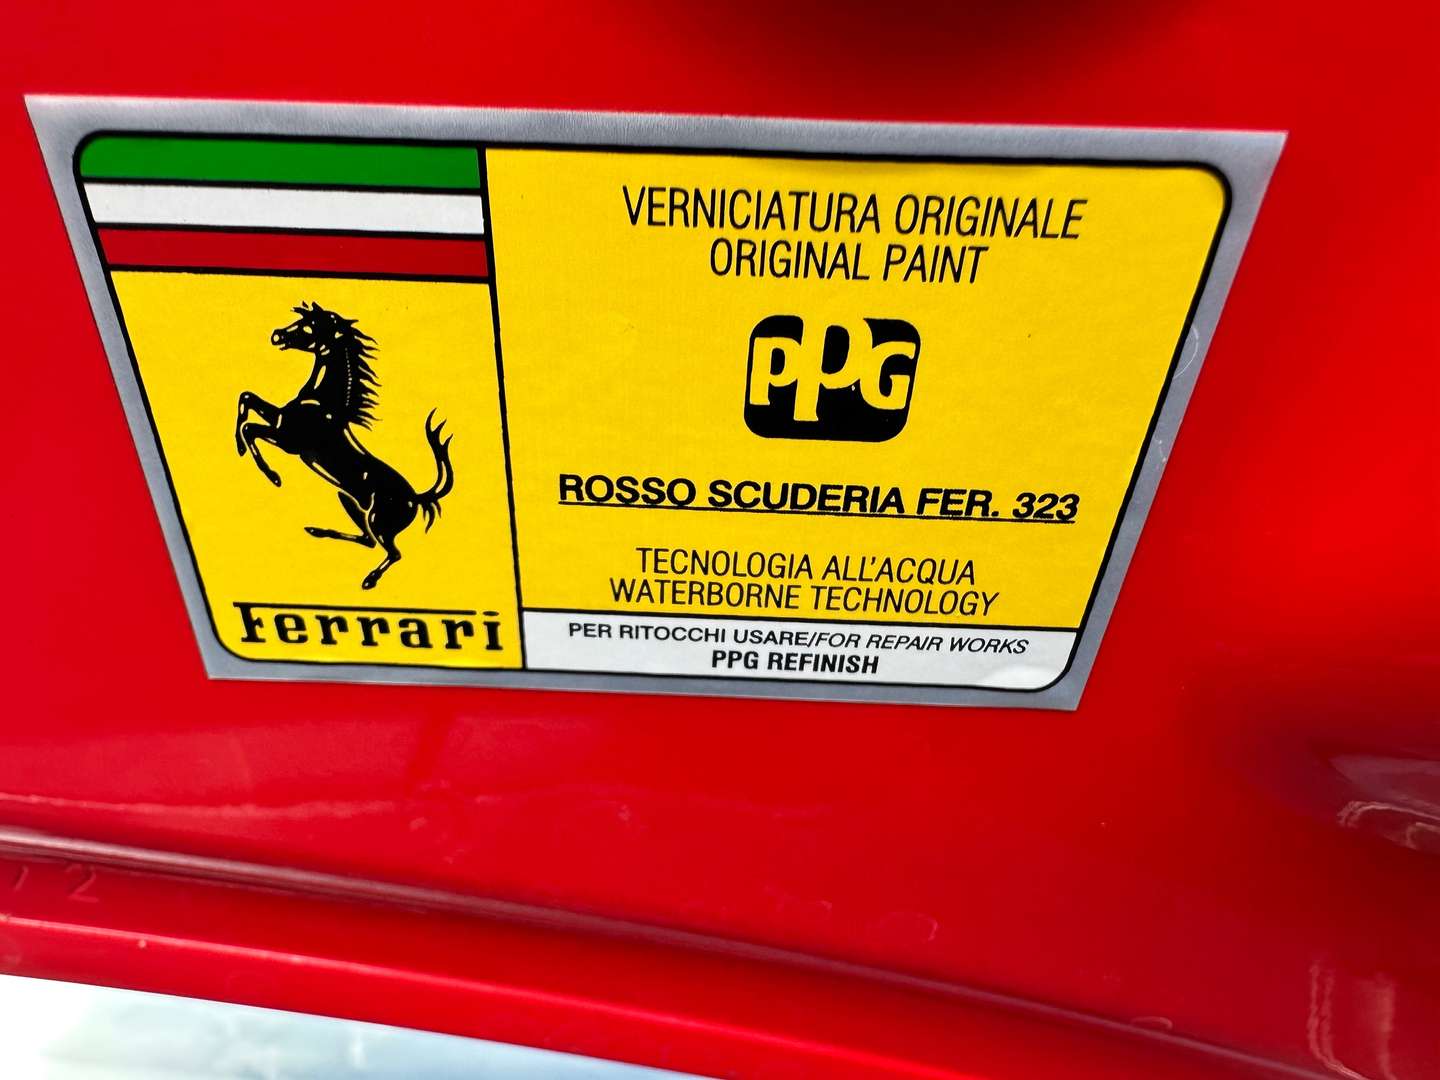 VERNICIATURA ORIGINALE
ORIGINAL PAINT
PPG
ROSSO SCUDERIA FER. 323
TECNOLOGIA ALL'ACQUA
WATERBORNE TECHNOLOGY
PER RITOCCHI USARE/FOR REPAIR WORKS
PPG REFINISH
Ferrari